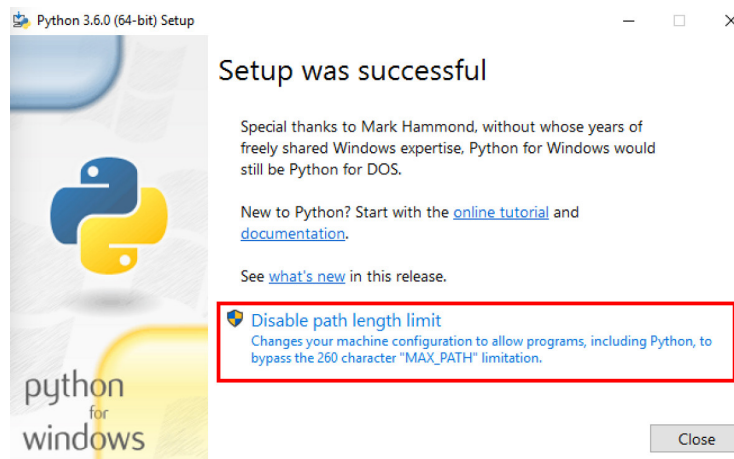 Python 3.6.0 (64-bit) Setup
Setup was successful
Special thanks to Mark Hammond, without whose years of
freely shared Windows expertise, Python for Windows would
still be Python for DOS.
New to Python? Start with the online tutorial and
documentation.
See what's new in this release.
Disable path length limit
Changes your machine configuration to allow programs, including Python, to
bypass the 260 character "MAX_PATH" limitation.
python
for
windows
Close